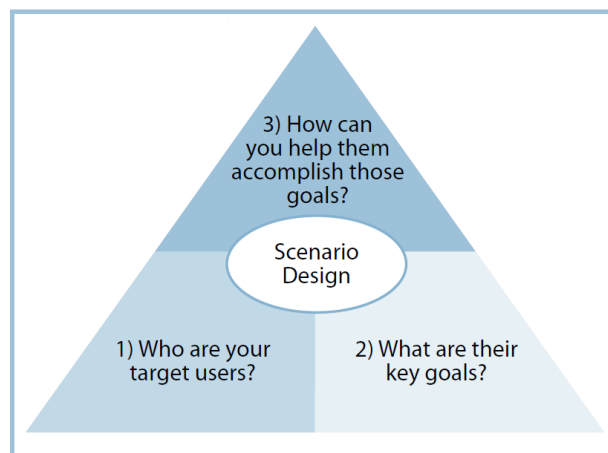 3) How can
you help them
accomplish those
goals?
Scenario
Design
1) Who are your
target users?
2) What are their
key goals?